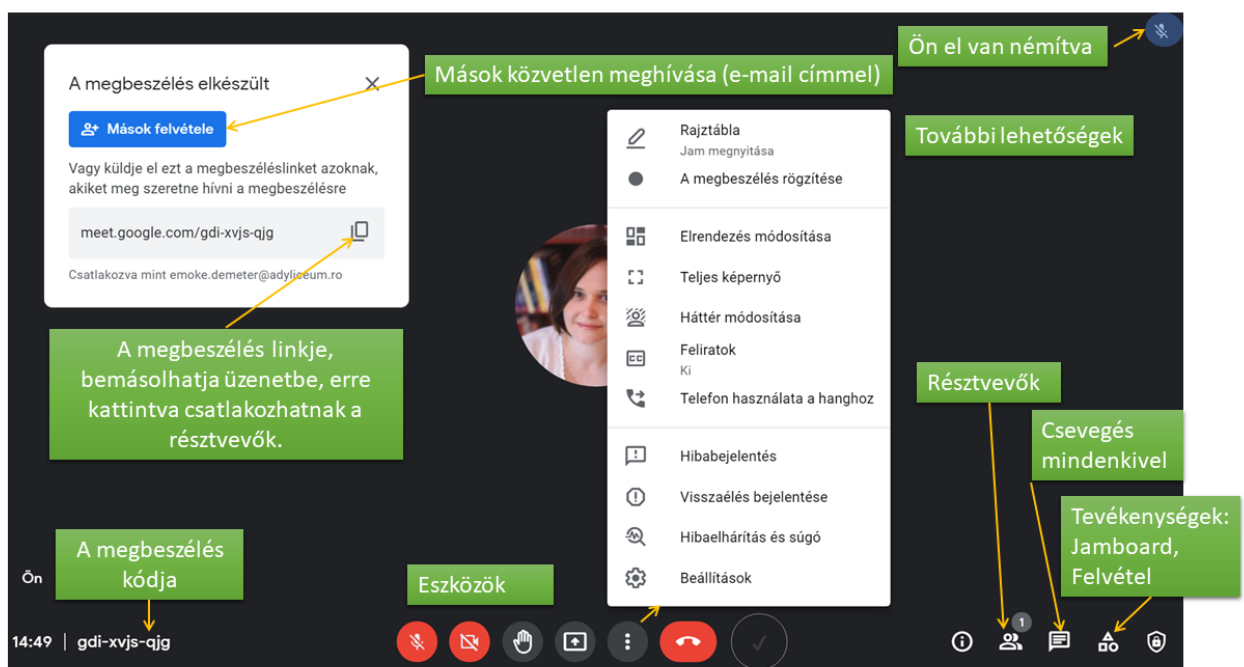 Ön el van némítva
A megbeszélés elkészült
Mások közvetlen meghívása (e-mail címmel)
Mások felvétele
Vagy küldje el ezt a megbeszéléslinket azoknak,
akiket meg szeretne hívni a megbeszélésre
meet.google.com/gdi-xvjs-qjg
Csatlakozva mint emoke.demeter@adyliceum.ro
A megbeszélés linkje,
bemásolhatja üzenetbe, erre
kattintva csatlakozhatnak a
résztvevők.
További lehetőségek
Rajztábla
Jam megnyitása
A megbeszélés rögzítése
Elrendezés módosítása
Teljes képernyő
Háttér módosítása
CC
Feliratok
Ki
Telefon használata a hanghoz
Hibabejelentés
Visszaélés bejelentése
Hibaelhárítás és súgó
Beállítások
Résztvevők
Csevegés
mindenkivel
Tevékenységek:
Jamboard,
Felvétel
A megbeszélés
kódja
Eszközök
Ön
14:49 | gdi-xvjs-qjg
1